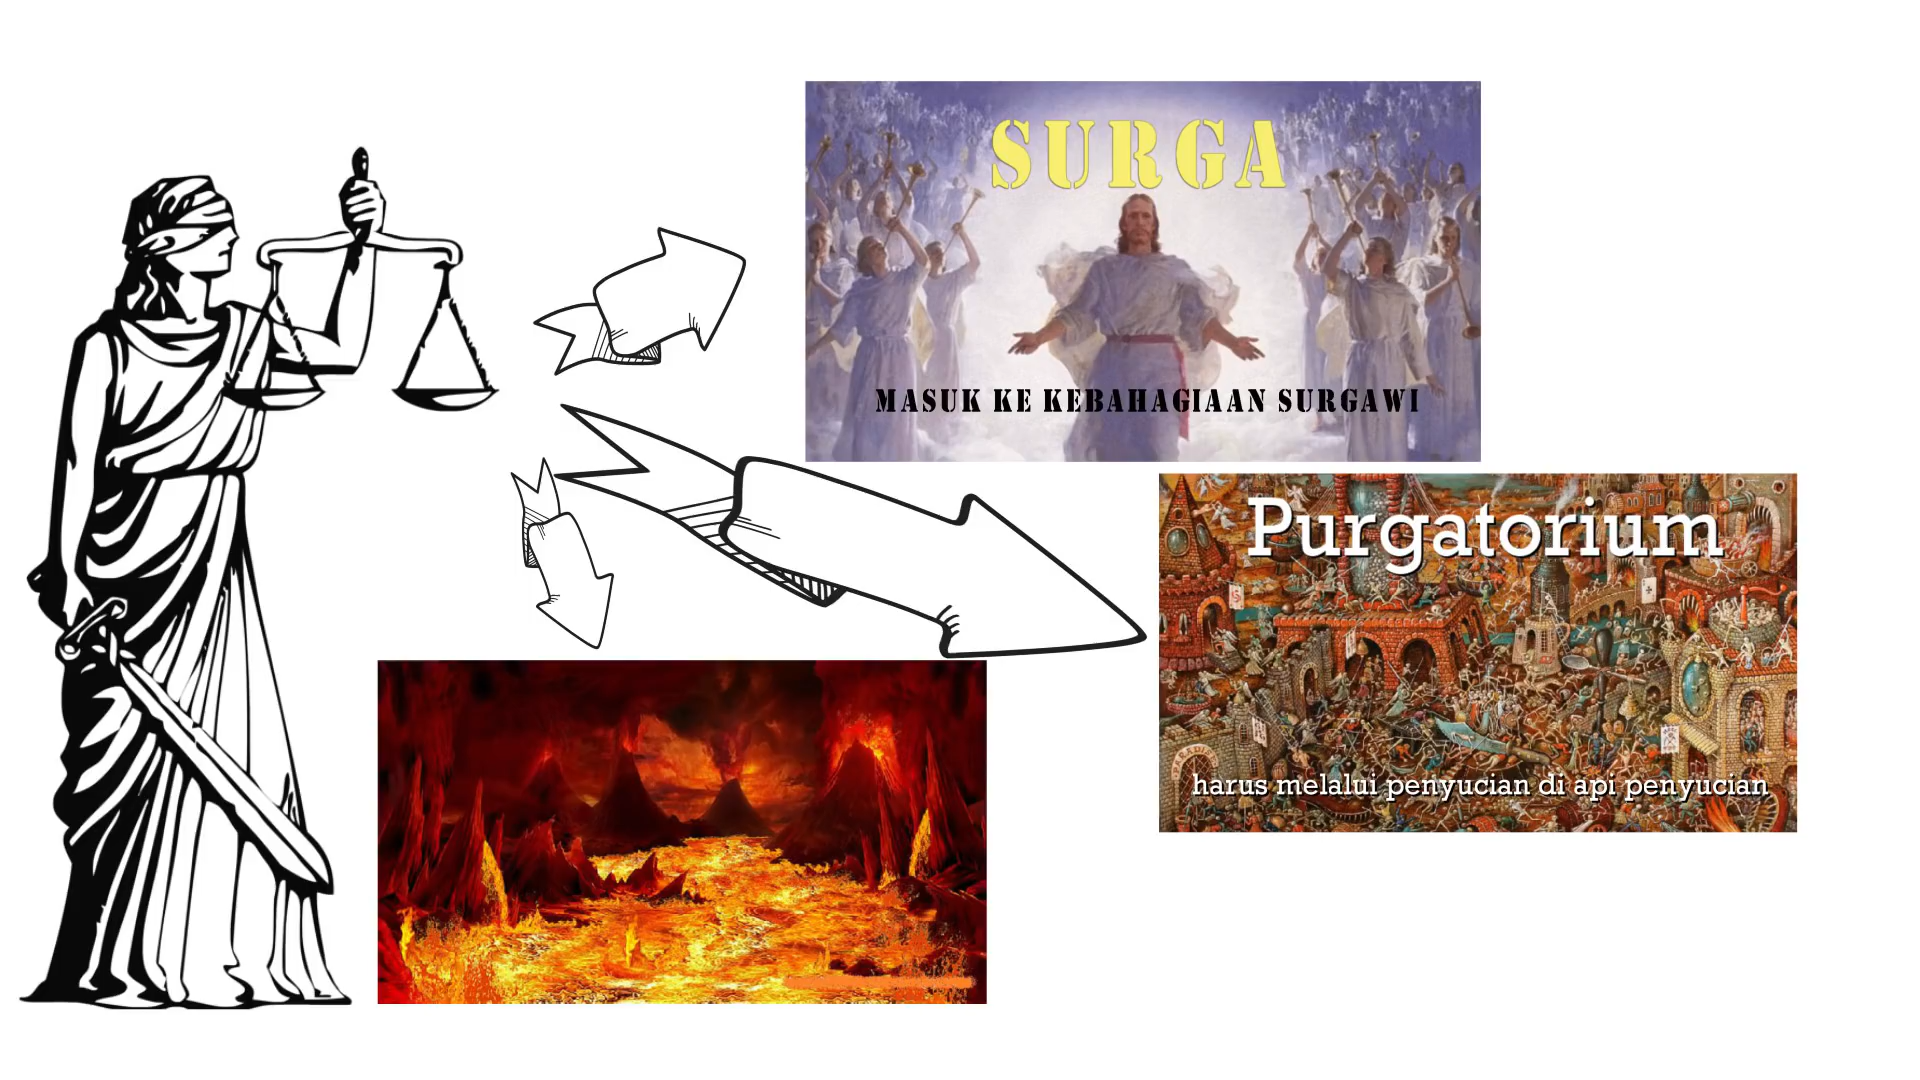 SURGA
MASUK KE KEBAHAGIAAN SURGAWI
Purgatorium
harus melalui penyucian di api penyucian